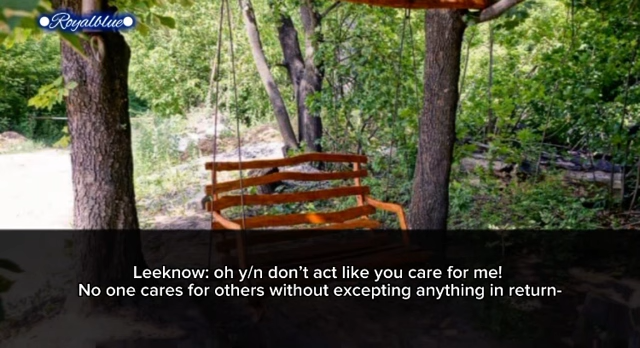 Royalblue
Leeknow: oh y/n don't act like you care for me!
No one cares for others without excepting anything in return-